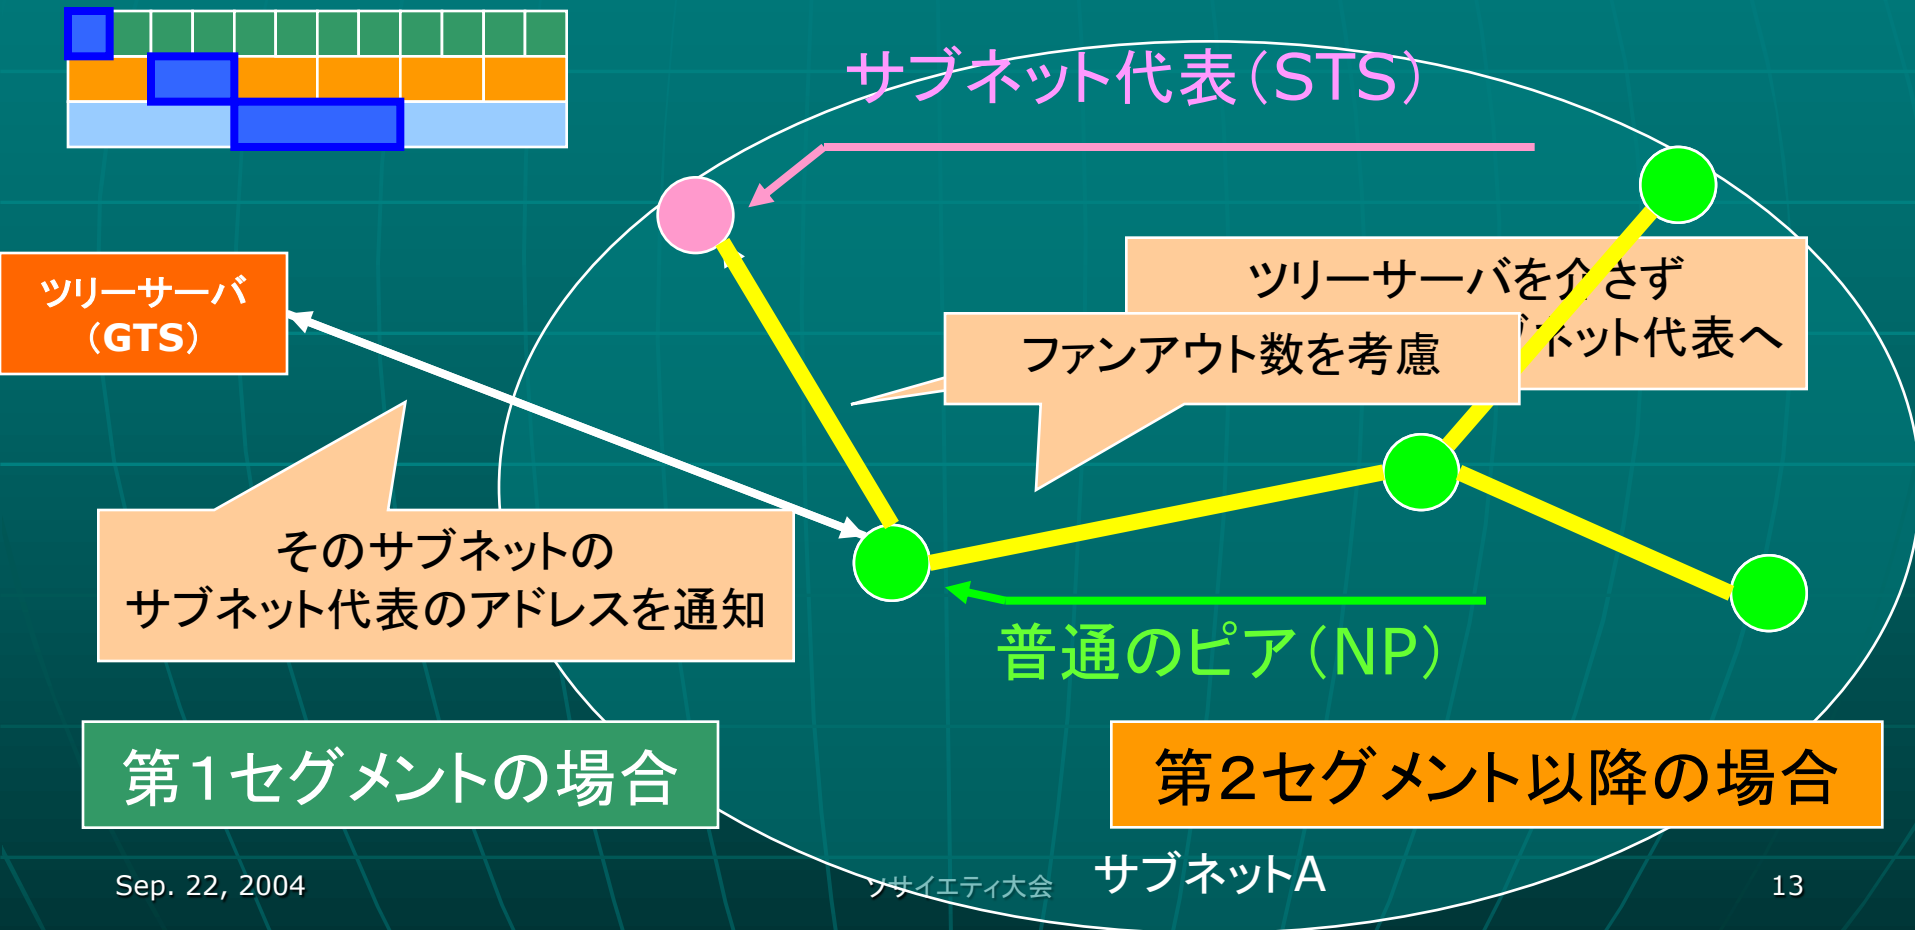 サブネット代表（STS）
ツリーサーバ
（GTS）
ツリーサーバを介さず
ネット代表へ
ファンアウト数を考慮
そのサブネットの
サブネット代表のアドレスを通知
普通のピア（NP）
第１セグメントの場合
第２セグメント以降の場合
サブネットA
Sep. 22, 2004
ソサイエティ大会
13